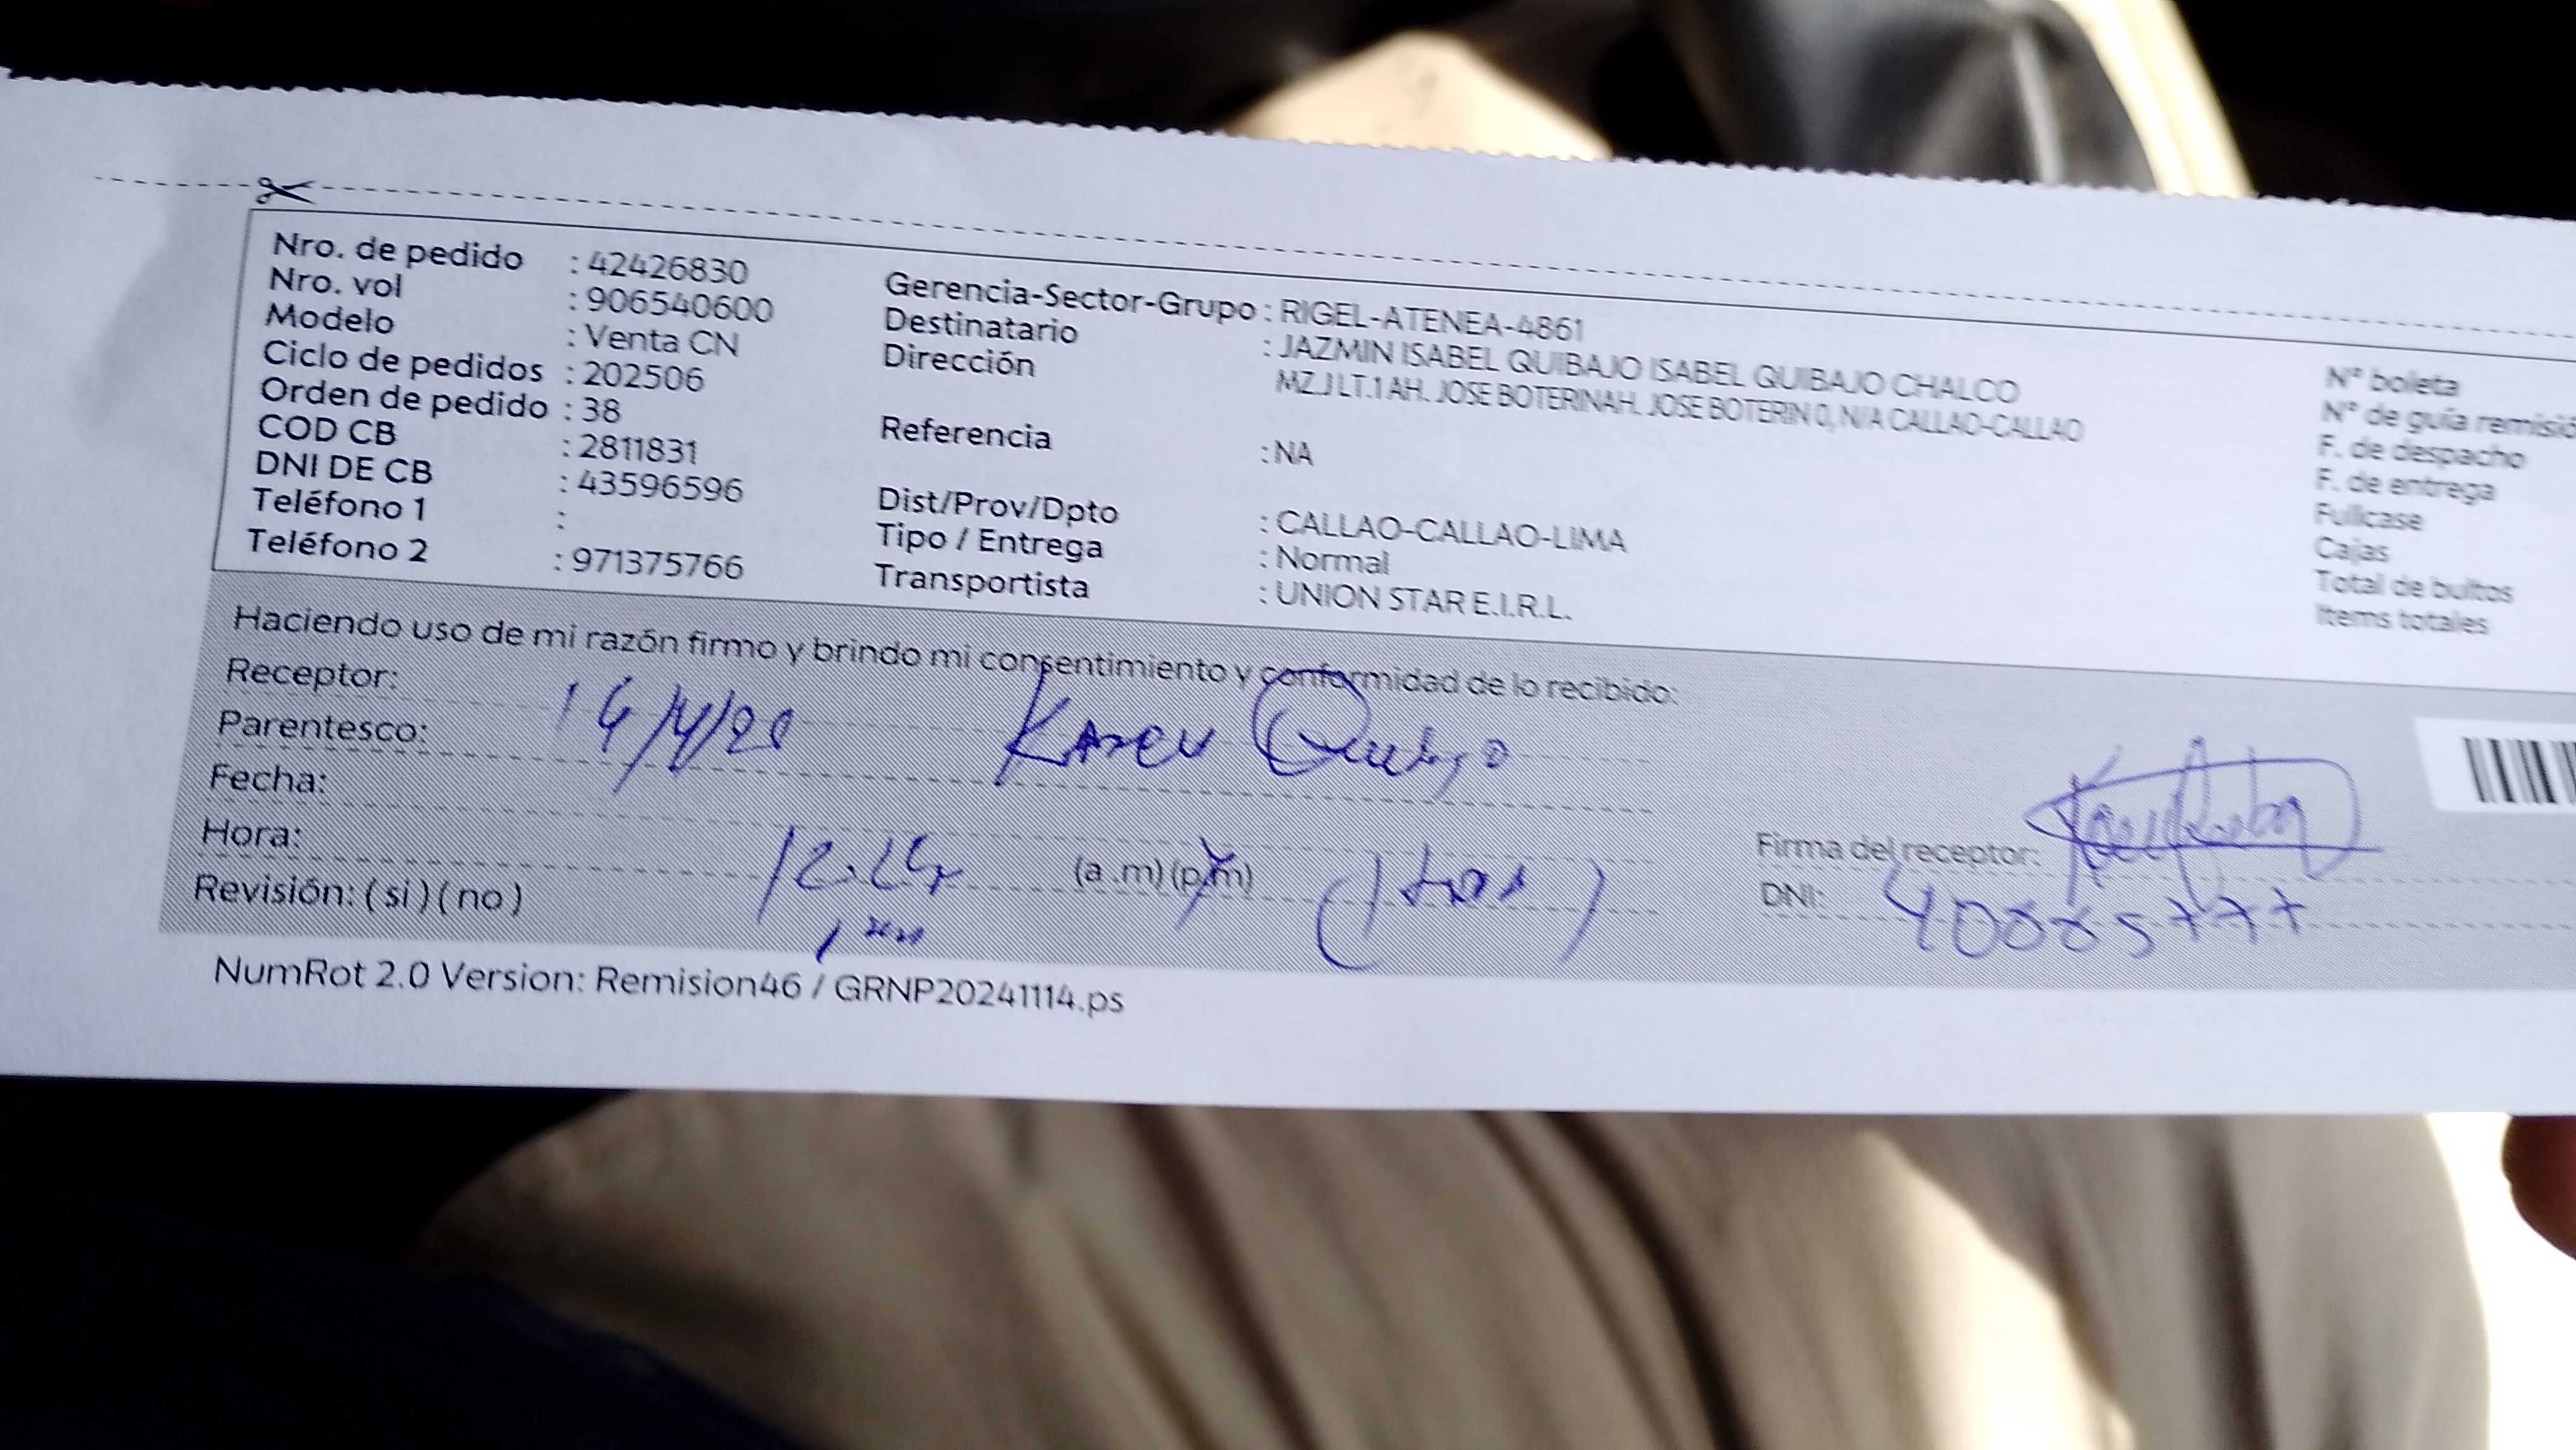 Nro. de pedido : 42426830
Nro. vol : 906540600
Modelo : Venta CN
Ciclo de pedidos : 202506
Orden de pedido : 38
COD CB : 2811831
DNI DE CB : 43596596
Teléfono 1 :
Teléfono 2 : 971375766
Gerencia-Sector-Grupo : RIGEL-ATENEA-4861
Destinatario : JAZMIN ISABEL QUIBAJO ISABEL QUIBAJO CHALCO
Dirección MZ.J LT.1 AH. JOSE BOTERINAH. JOSE BOTERIN 0, N/A CALLAO-CALLAO
Referencia : NA
Dist/Prov/Dpto : CALLAO-CALLAO-LIMA
Tipo / Entrega : Normal
Transportista : UNION STAR E.I.R.L.
N° boleta
N° de guía remisió
F. de despacho
F. de entrega
Fullcase
Cajas
Total de bultos
Items totales
Haciendo uso de mi razón firmo y brindo mi consentimiento y conformidad de lo recibido:
Receptor: Karen
Parentesco:
Fecha:
Hora: (a .m) (p.m)
Revisión: ( si ) ( no )
Firma del receptor:
DNI: 40885777
NumRot 2.0 Version: Remision46 / GRNP20241114.ps